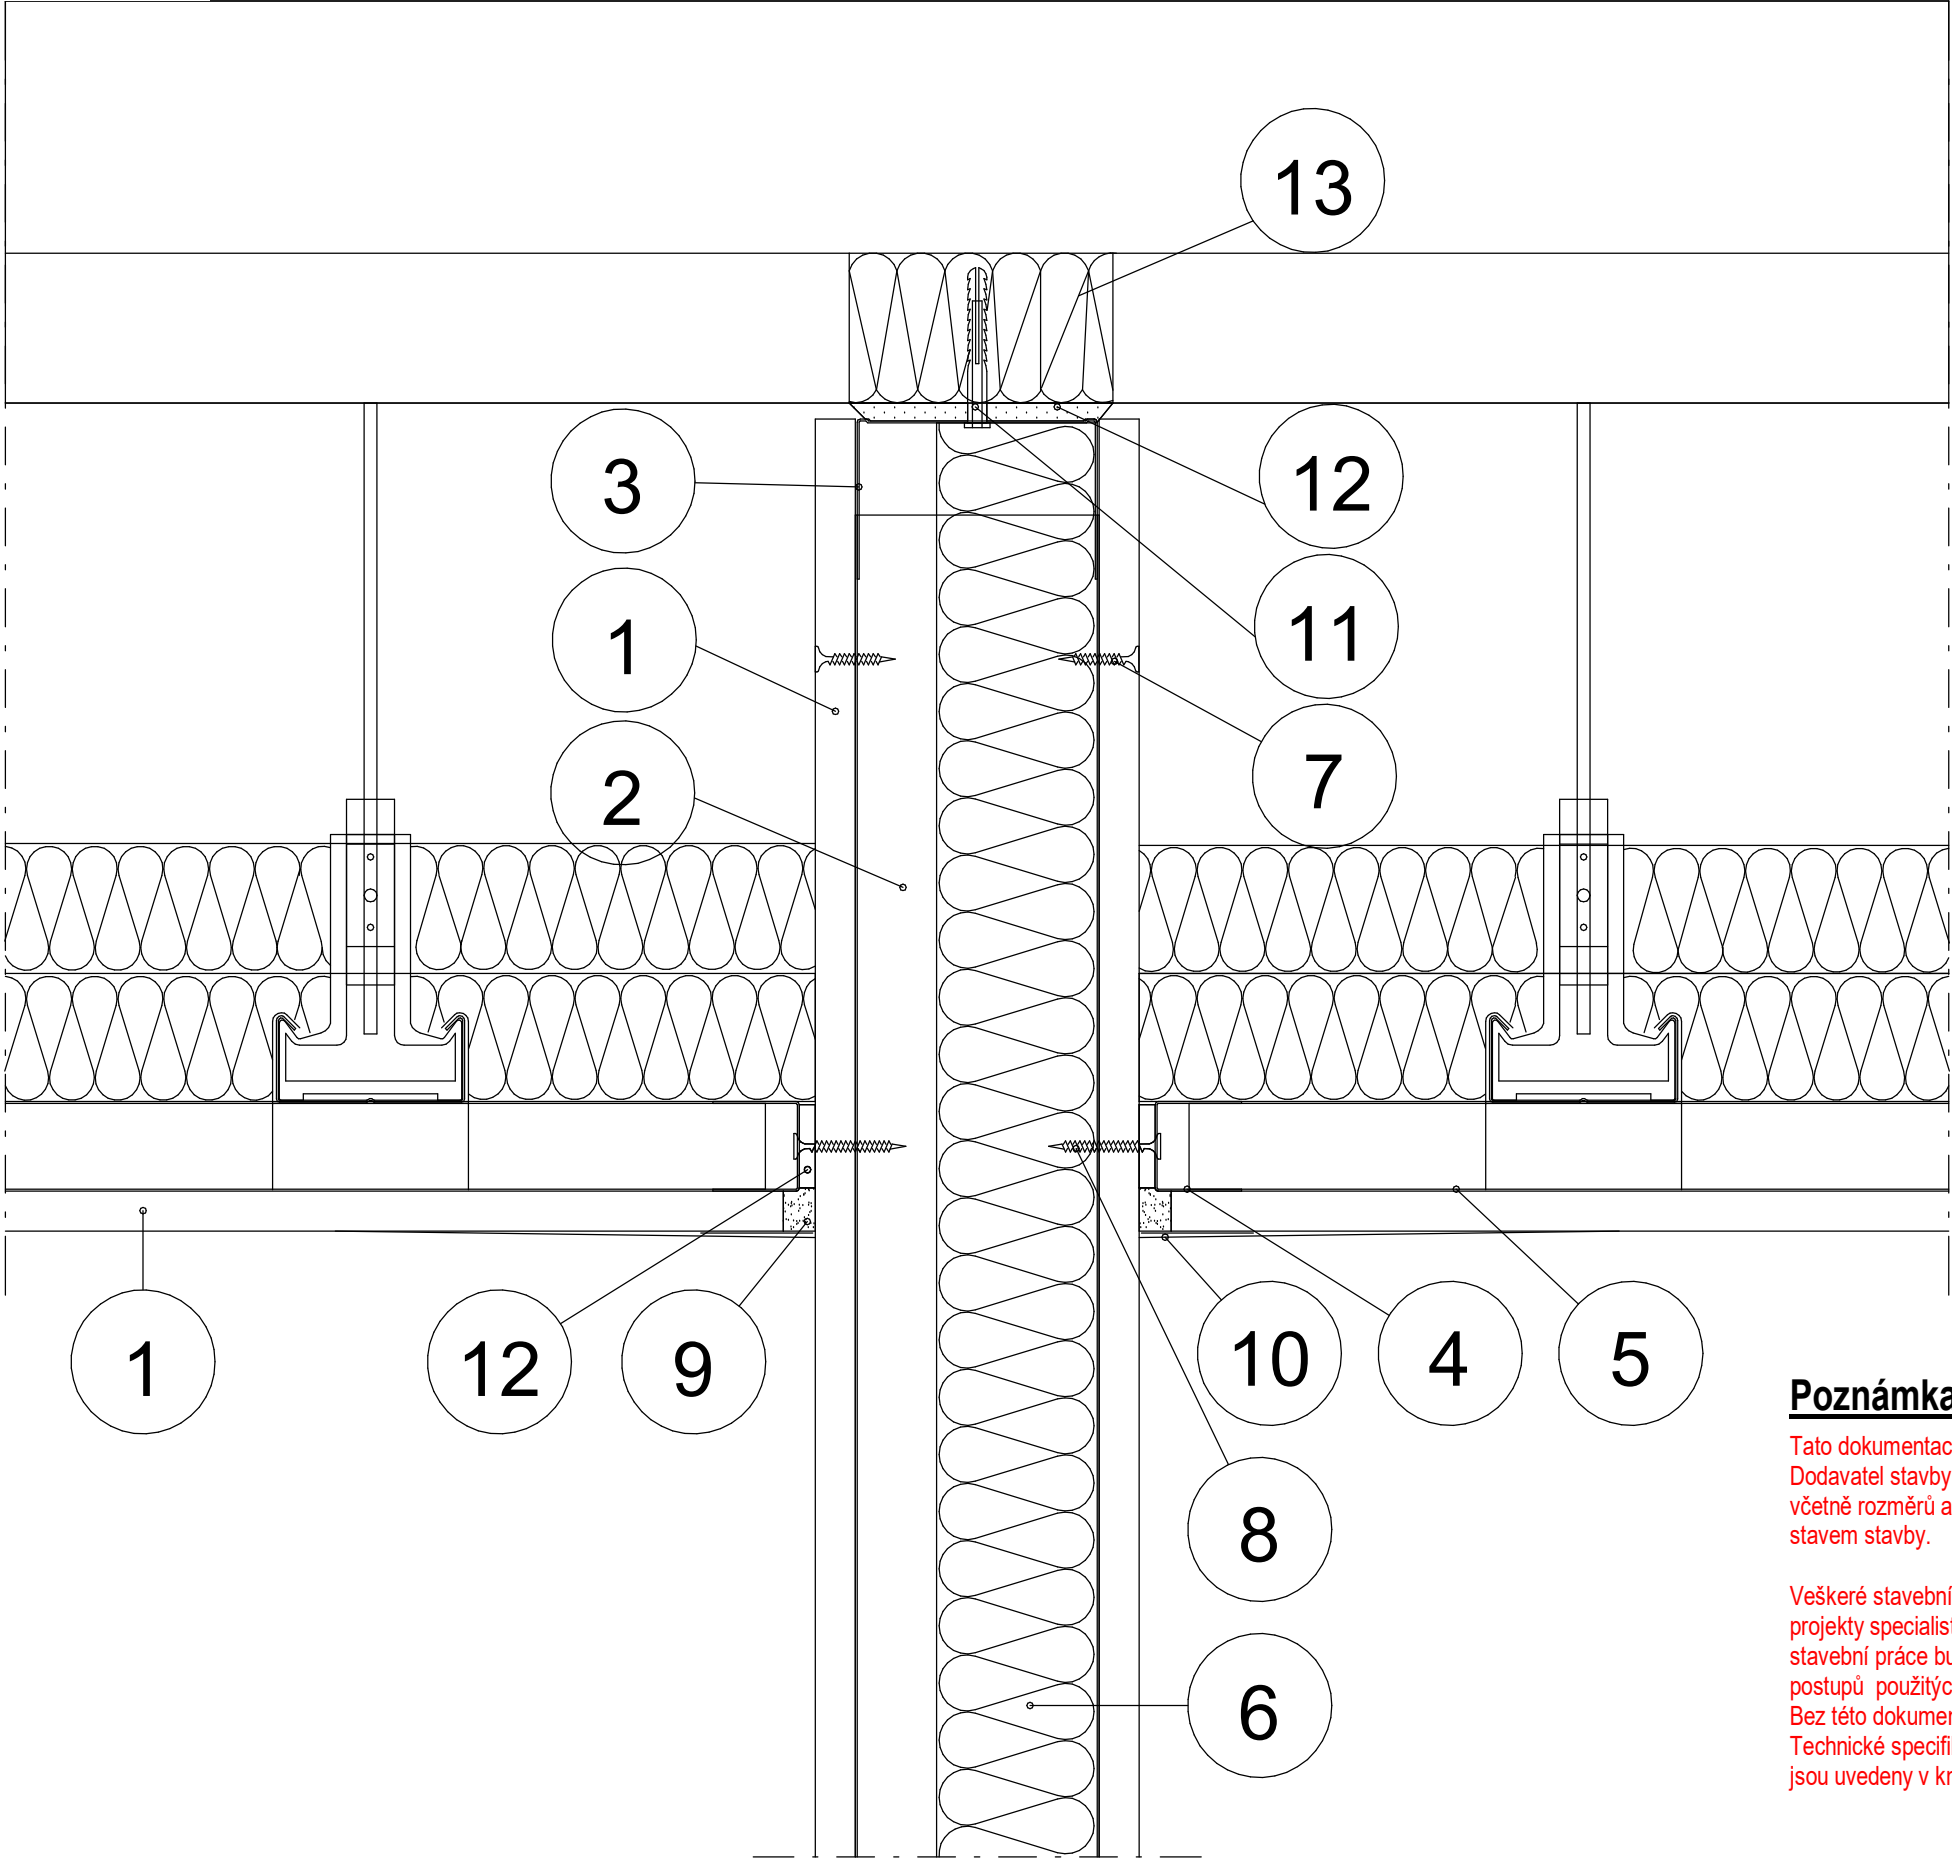 13
3
12
1
11
2
7
1
12
9
10
4
5
8
6
Poznámka
Tato dokumentac
Dodavatel stavby
včetně rozměrů a
stavem stavby.
Veškeré stavební
projekty specialist
stavební práce bu
postupů použitýc
Bez této dokumen
Technické specifi
jsou uvedeny v kn